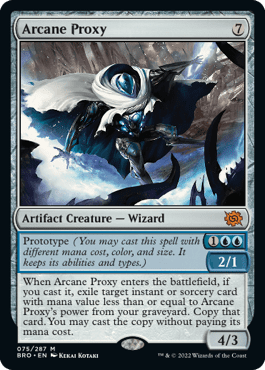 Arcane Proxy 7
Artifact Creature — Wizard
Prototype (You may cast this spell with 1
different mana cost, color, and size. It
keeps its abilities and types.) 2/1
When Arcane Proxy enters the battlefield, if
you cast it, exile target instant or sorcery card
with mana value less than or equal to Arcane
Proxy's power from your graveyard. Copy
that card. You may cast the copy without paying
its mana cost.
4/3
075/287 M
BRO • EN KEKAI KOTAKI
™ & © 2022 Wizards of the Coast